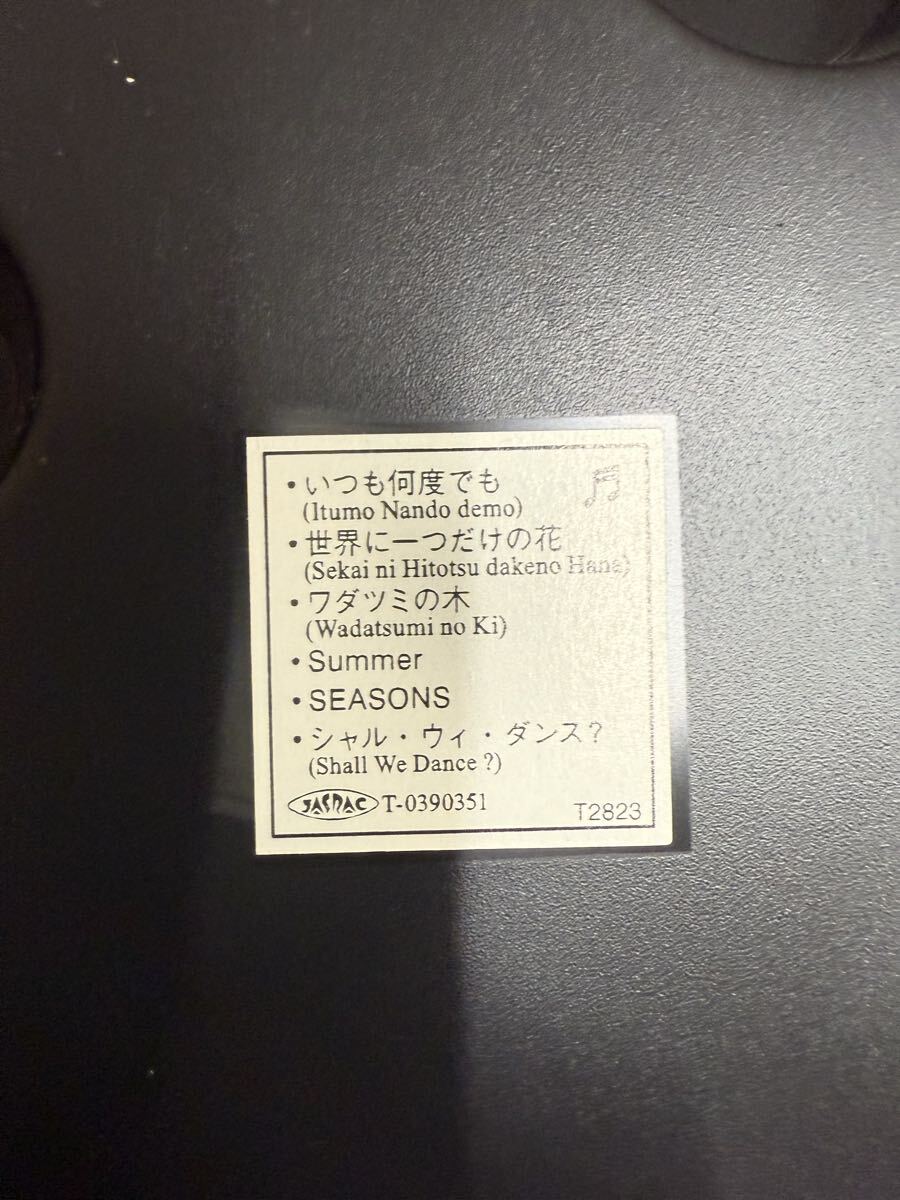 ・いつも何度でも
(Itumo Nando demo)
・世界に一つだけの花
(Sekai ni Hitotsu dakeno Hana)
・ワダツミの木
(Wadatsumi no Ki)
・Summer
・SEASONS
・シャル・ウィ・ダンス?
(Shall We Dance ?)
JASRAC T-0390351
T2823